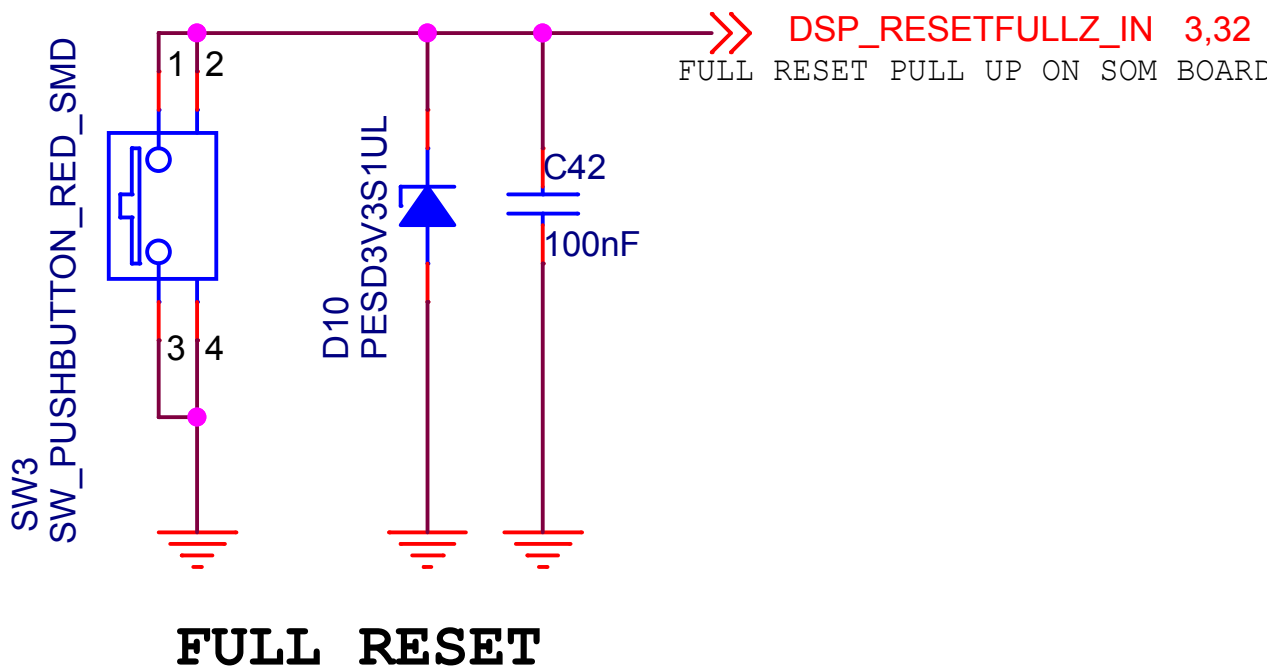 DSP_RESETFULLZ_IN 3,32
FULL RESET PULL UP ON SOM BOARD
1 2
3 4
SW3
SW_PUSHBUTTON_RED_SMD
D10
PESD3V3S1UL
C42
100nF
FULL RESET